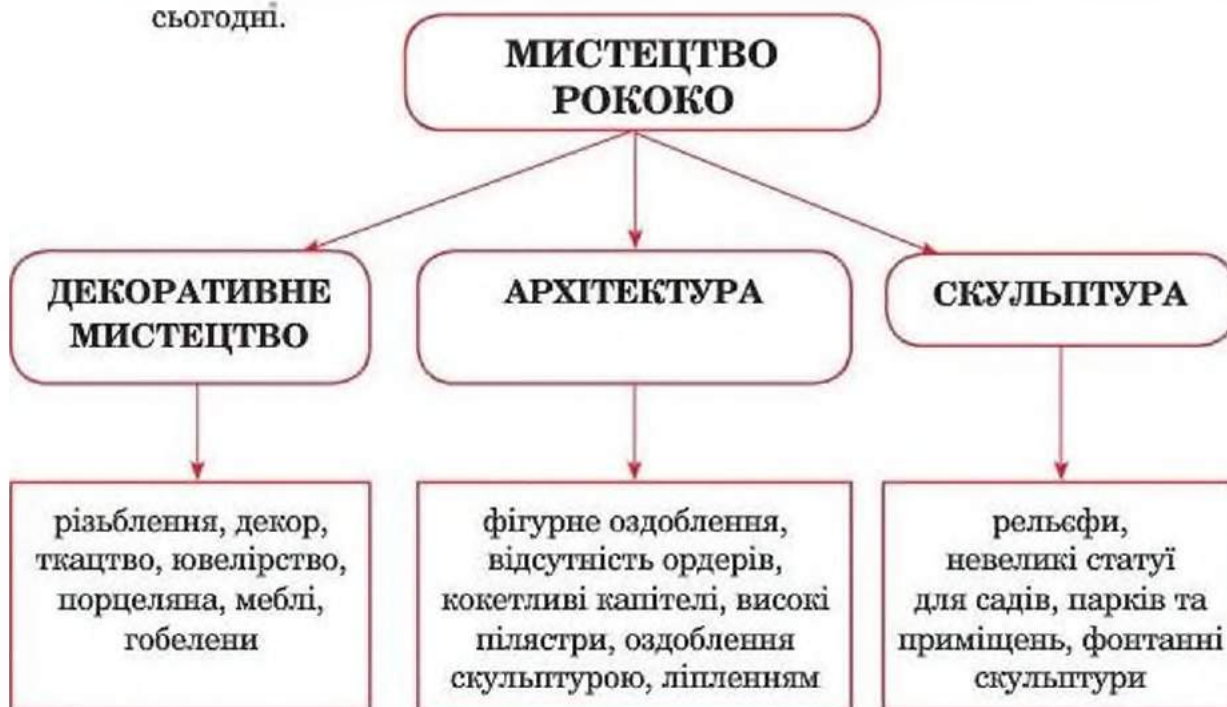 сьогодні.
МИСТЕЦТВО
РОКОКО
ДЕКОРАТИВНЕ
МИСТЕЦТВО
АРХІТЕКТУРА
СКУЛЬПТУРА
різьблення, декор,
ткацтво, ювелірство,
порцеляна, меблі,
гобелени
фігурне оздоблення,
відсутність ордерів,
кокетливі капітелі, високі
пілястри, оздоблення
скульптурою, ліпленням
рельєфи,
невеликі статуї
для садів, парків та
приміщень, фонтанні
скульптури